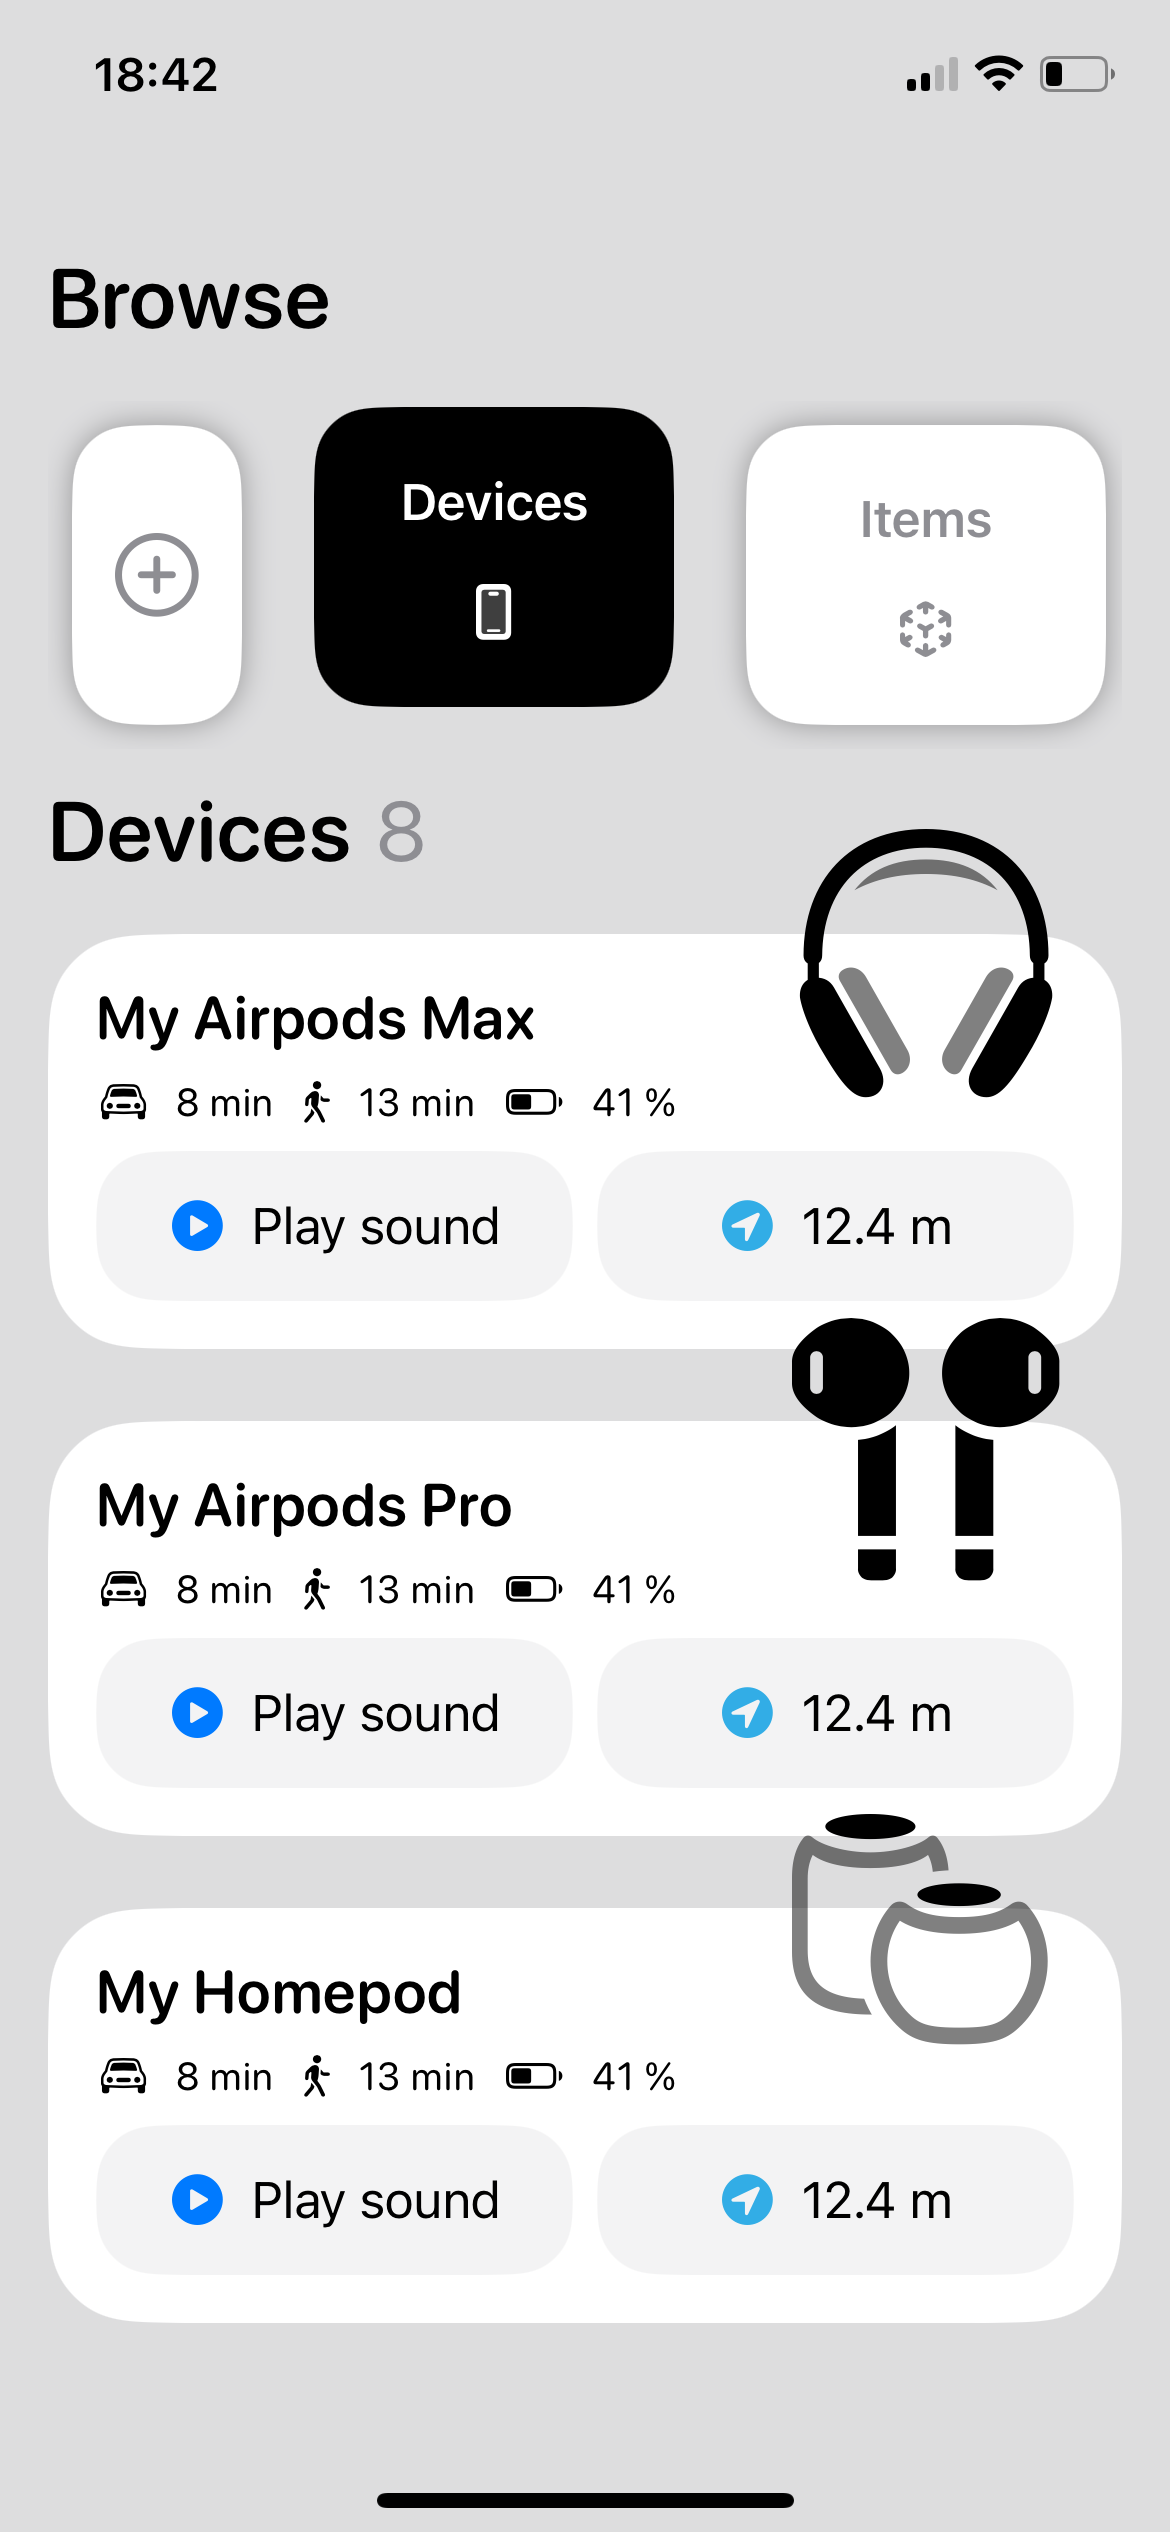 18:42
Browse
Devices
Items
Devices 8
My Airpods Max
8 min 13 min 41 %
Play sound 12.4 m
My Airpods Pro
8 min 13 min 41 %
Play sound 12.4 m
My Homepod
8 min 13 min 41 %
Play sound 12.4 m